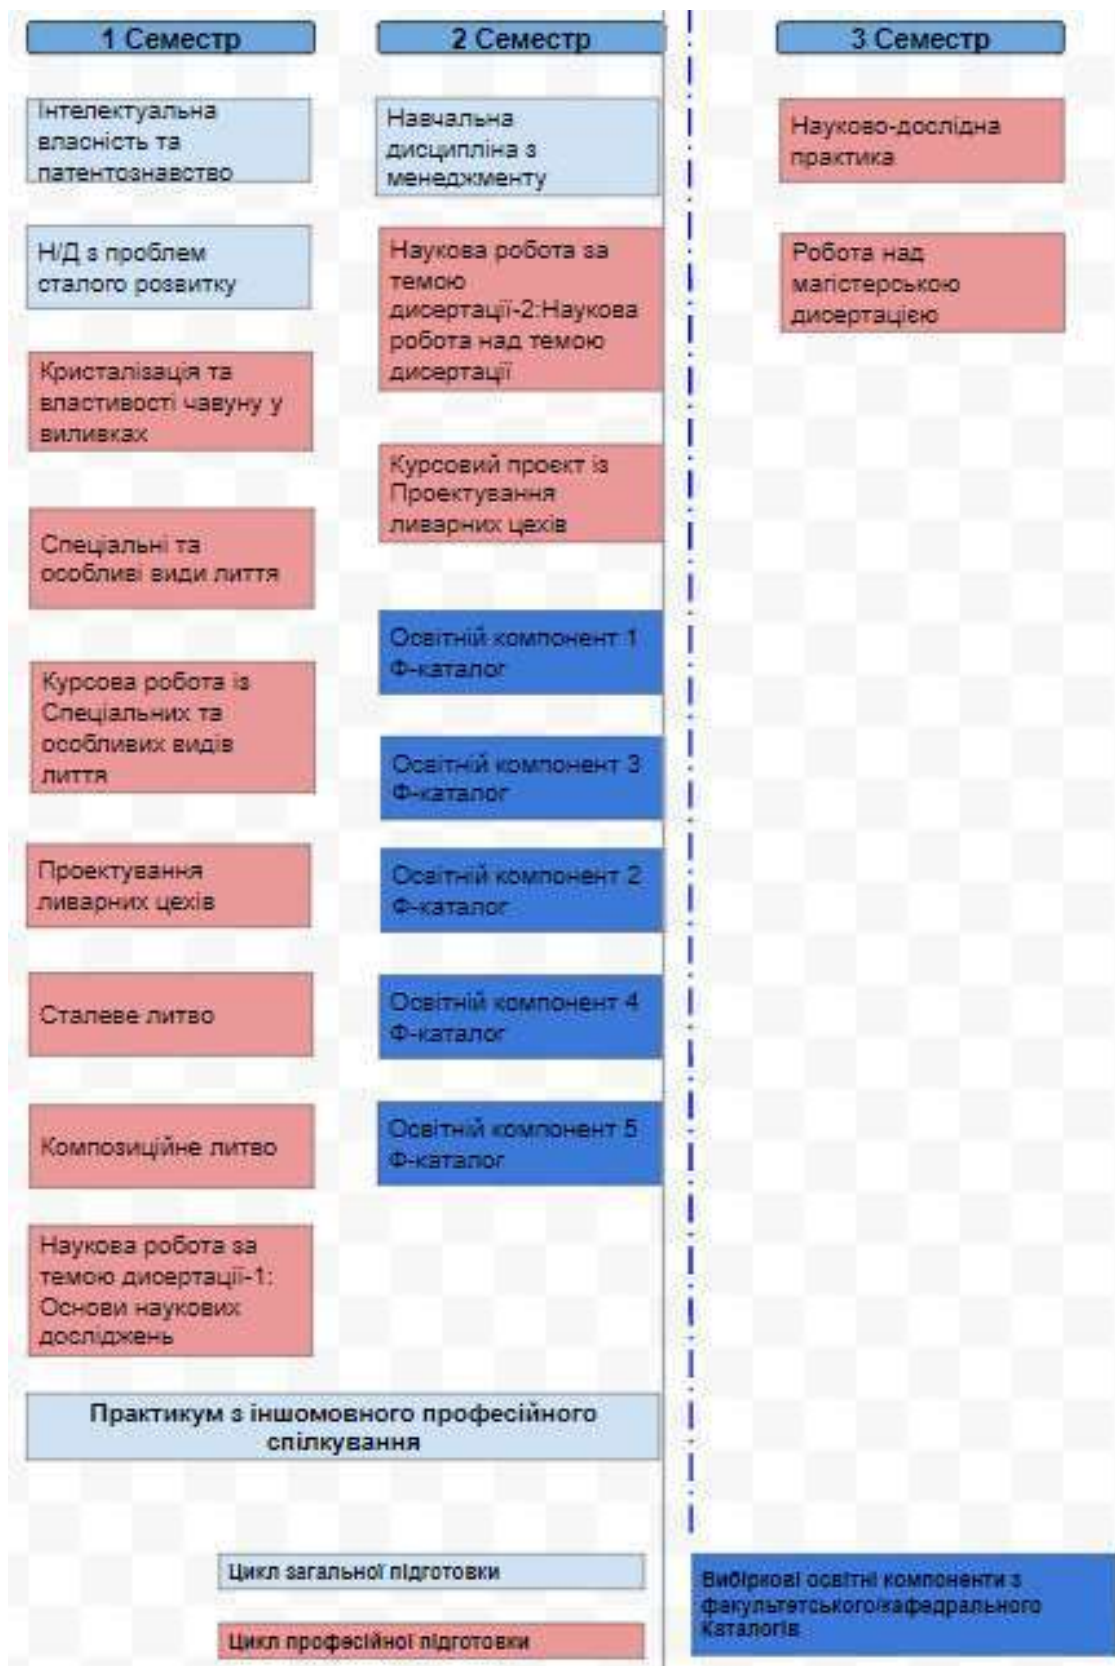 1 Семестр
2 Семестр
3 Семестр
Інтелектуальна
власність та
патентознавство
Н/Д з проблем
сталого розвитку
Кристалізація та
властивості чавуну у
виливках
Спеціальні та
особливі види лиття
Курсова робота із
Спеціальних та
особливих видів
лиття
Проектування
ливарних цехів
Сталеве литво
Композиційне литво
Наукова робота за
темою дисертації-1:
Основи наукових
досліджень
Навчальна
дисципліна з
менеджменту
Наукова робота за
темою
дисертації-2:Наукова
робота над темою
дисертації
Курсовий проєкт із
Проектування
ливарних цехів
Освітній компонент 1
Ф-каталог
Освітній компонент 3
Ф-каталог
Освітній компонент 2
Ф-каталог
Освітній компонент 4
Ф-каталог
Освітній компонент 5
Ф-каталог
Науково-дослідна
практика
Робота над
магістерською
дисертацією
Практикум з іншомовного професійного
спілкування
Цикл загальної підготовки
Цикл професійної підготовки
Вибіркові освітні компоненти з
факультетського/кафедрального
Каталогів